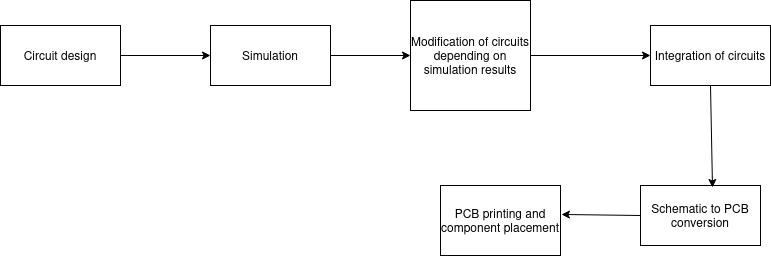 Circuit design
Simulation
Modification of circuits
depending on
simulation results
Integration of circuits
Schematic to PCB
conversion
PCB printing and
component placement